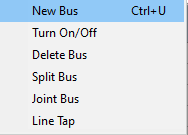 New Bus Ctrl+U
Turn On/Off
Delete Bus
Split Bus
Joint Bus
Line Tap